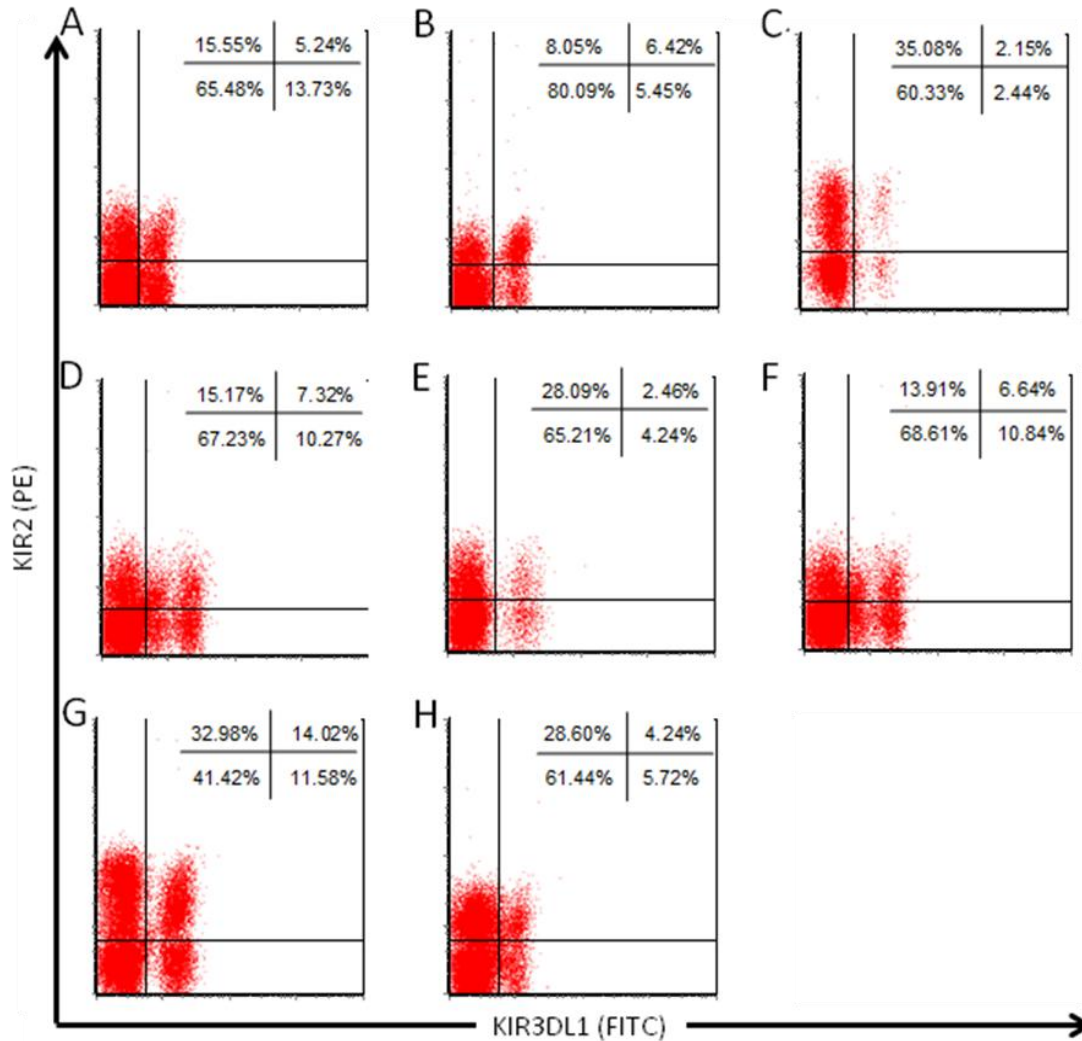 A
15.55% 5.24%
65.48% 13.73%
B
8.05% 6.42%
80.09% 5.45%
C.
35.08% 2.15%
60.33% 2.44%
D
15.17% 7.32%
67.23% 10.27%
E
28.09% 2.46%
65.21% 4.24%
F
13.91% 6.64%
68.61% 10.84%
G
32.98% 14.02%
41.42% 11.58%
H
28.60% 4.24%
61.44% 5.72%
KIR2 (PE)
KIR3DL1 (FITC)